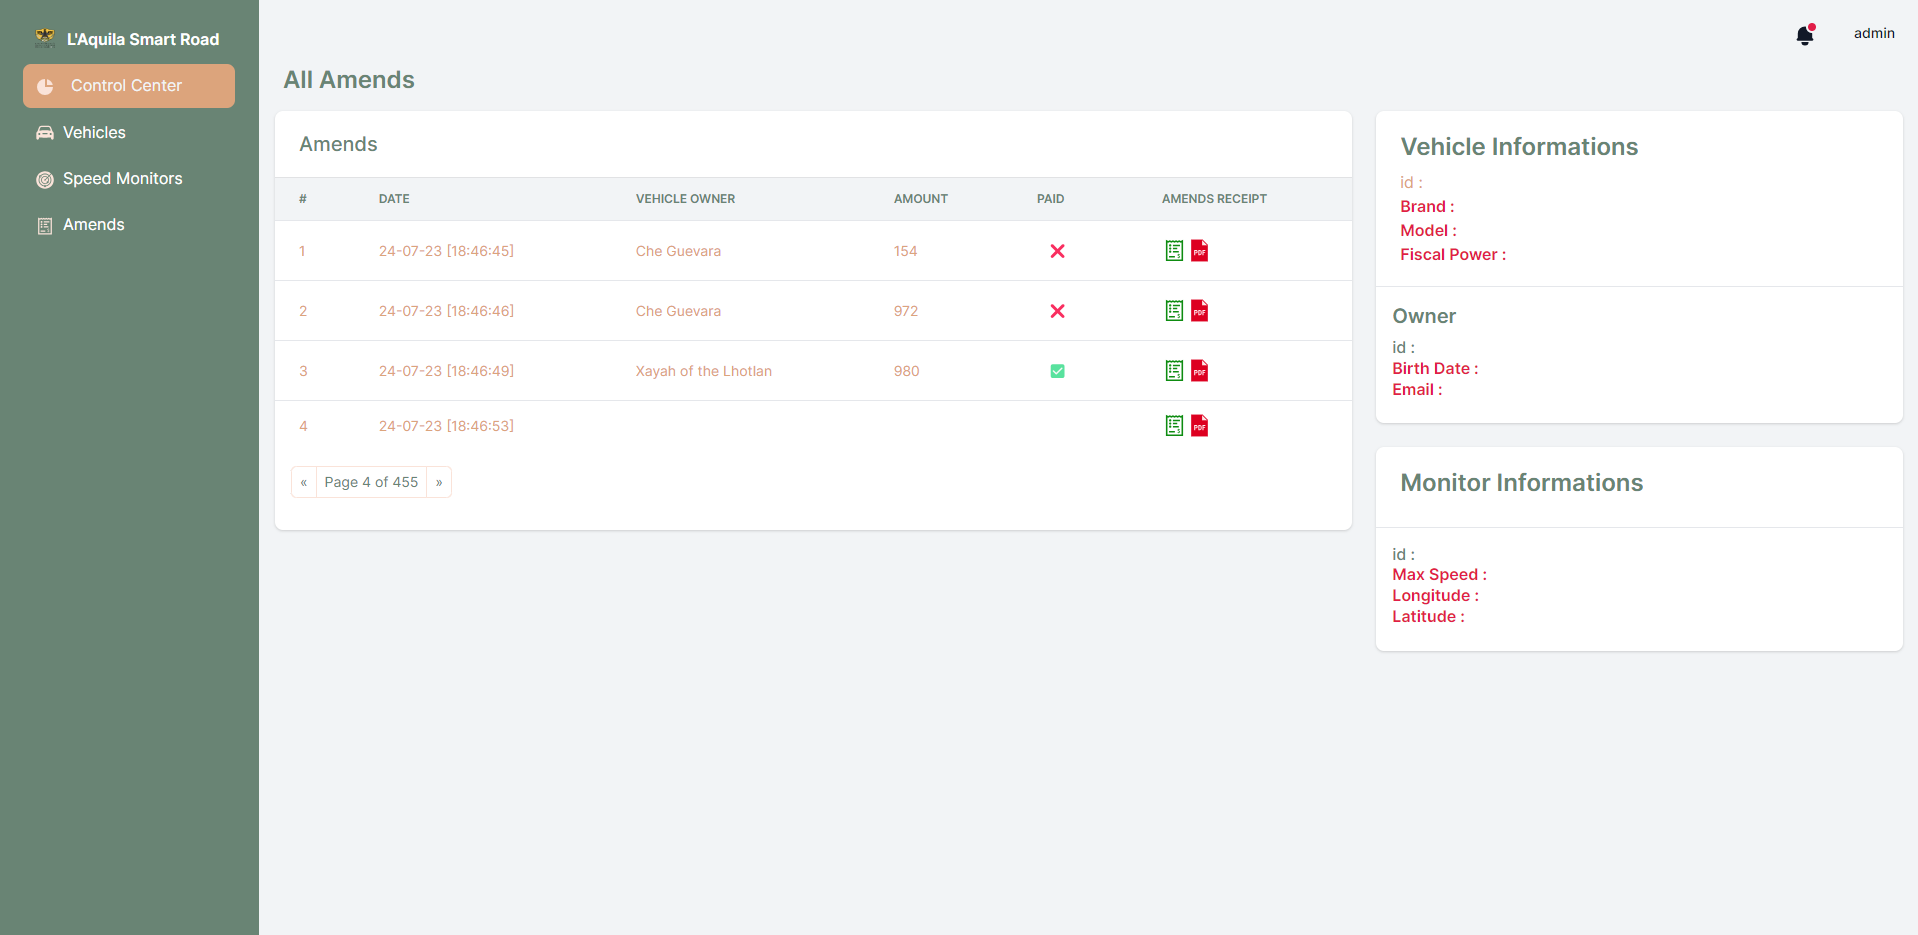 L'Aquila Smart Road
Control Center
Vehicles
Speed Monitors
Amends
admin
All Amends
Amends
# DATE VEHICLE OWNER AMOUNT PAID AMENDS RECEIPT
1 24-07-23 [18:46:45] Che Guevara 154 PDF
2 24-07-23 [18:46:46] Che Guevara 972 PDF
3 24-07-23 [18:46:49] Xayah of the Lhotlan 980 PDF
4 24-07-23 [18:46:53] PDF
« Page 4 of 455 »
Vehicle Informations
id :
Brand :
Model :
Fiscal Power :
Owner
id :
Birth Date :
Email :
Monitor Informations
id :
Max Speed :
Longitude :
Latitude :